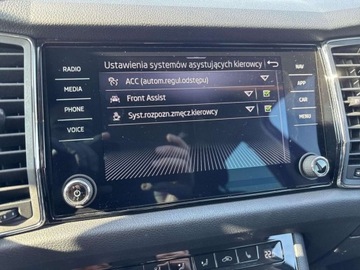 Ustawienia systemów asystujących kierowcy
ACC (autom.regul.odstępu)
Front Assist
Syst.rozpozn.zmęcz.kierowcy
RADIO
MEDIA
PHONE
VOICE
NAV
APP
CAR
HOME